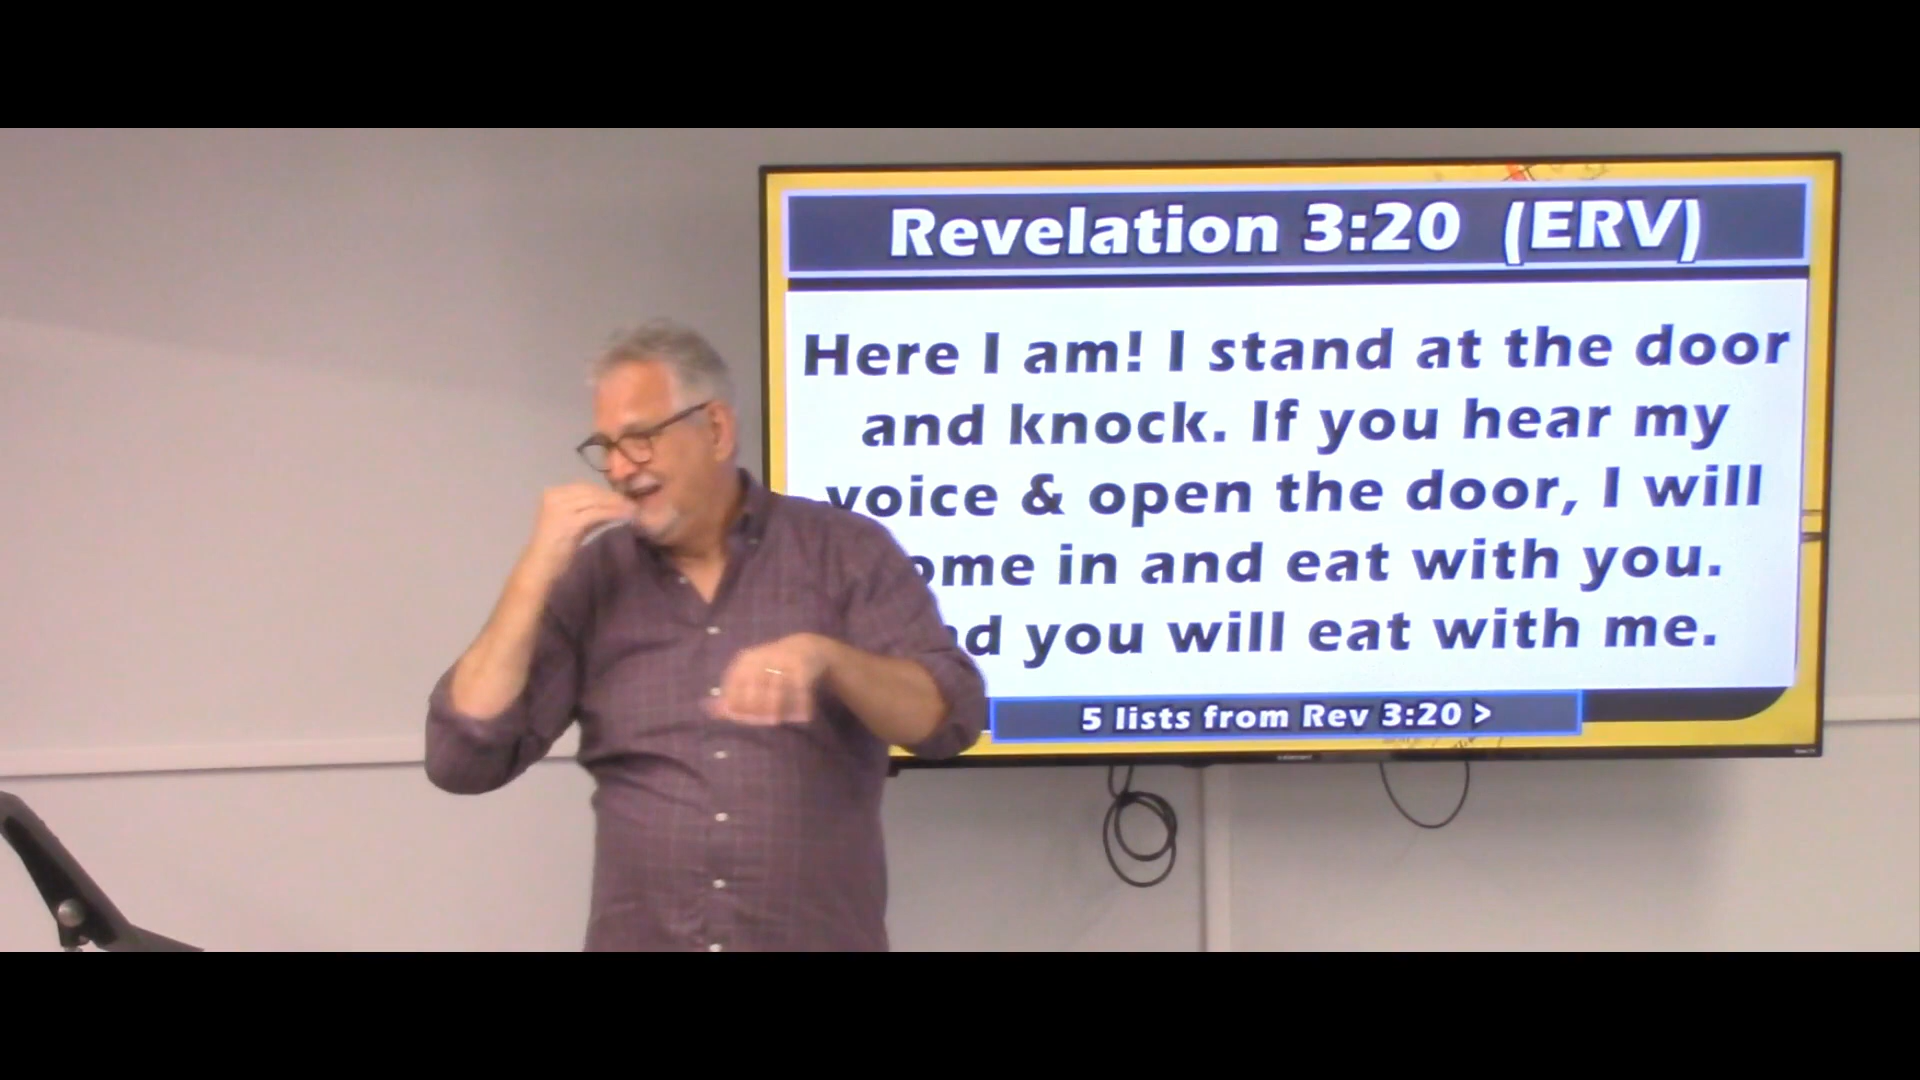 Revelation 3:20 (ERV)
Here I am! I stand at the door
and knock. If you hear my
voice & open the door, I will
ome in and eat with you.
d you will eat with me.
5 lists from Rev 3:20 >